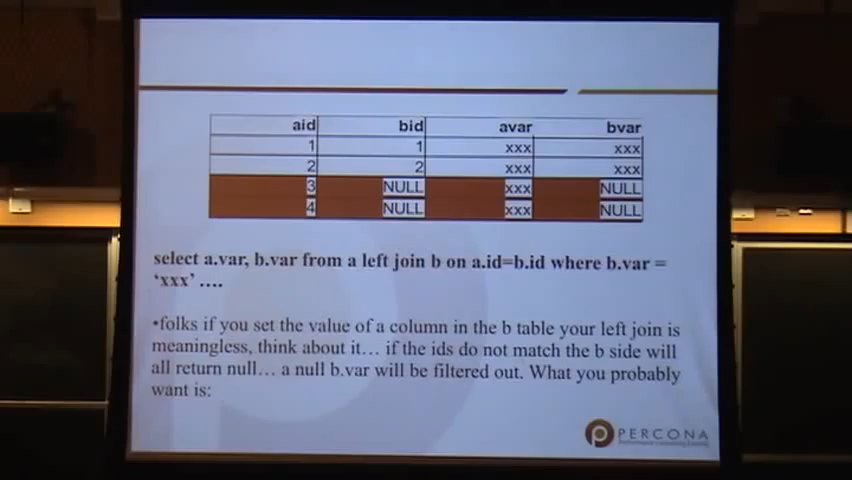 aid bid avar bvar
1 1 xxx xxx
2 2 xxx xxx
3 NULL xxx NULL
4 NULL xxx NULL
select a.var, b.var from a left join b on a.id=b.id where b.var =
‘xxx’ ….
•folks if you set the value of a column in the b table your left join is
meaningless, think about it… if the ids do not match the b side will
all return null… a null b.var will be filtered out. What you probably
want is:
PERCONA